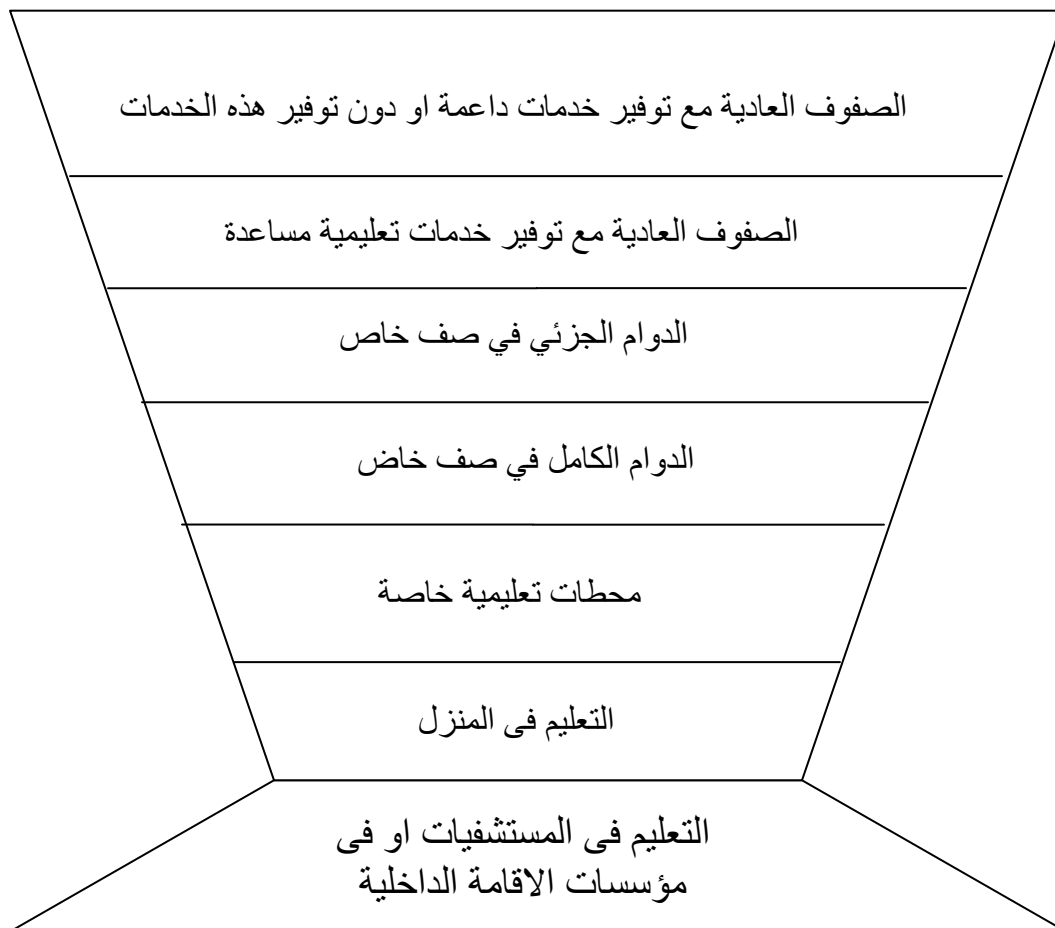 الصفوف العادية مع توفير خدمات داعمة او دون توفير هذه الخدمات
الصفوف العادية مع توفير خدمات تعليمية مساعدة
الدوام الجزئي في صف خاص
الدوام الكامل في صف خاض
محطات تعليمية خاصة
التعليم فى المنزل
التعليم فى المستشفيات او فى
مؤسسات الاقامة الداخلية